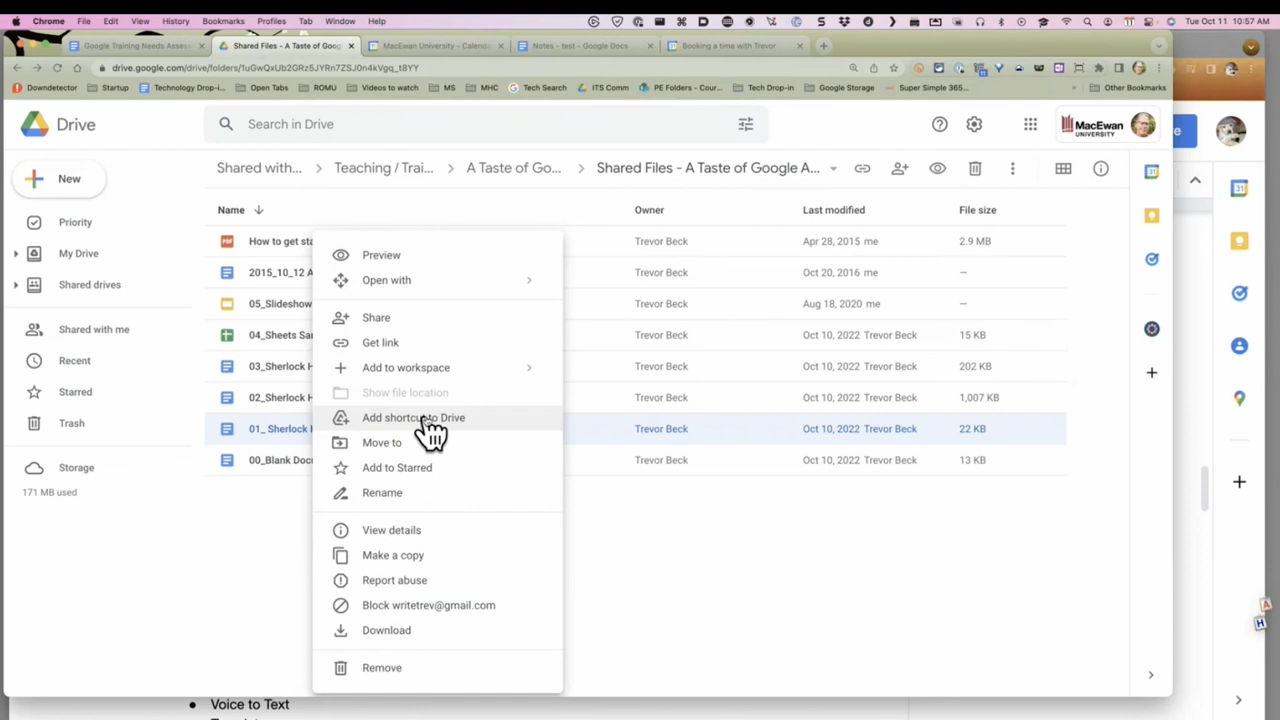 Chrome File Edit View History Bookmarks Profiles Tab Window Help Tue Oct 11 10:57 AM
Google Training Needs Assess Shared Files - A Taste of Goog MacEwan University - Calenda Notes - test - Google Docs Booking a time with Trevor
drive.google.com/drive/folders/1uGwQxUb2GRz5JYRn7ZSJ0n4kVgq_t8YY
Downdetector Startup Technology Drop-i... Open Tabs ROMU Videos to watch MS MHC Tech Search ITS Comm PE Folders - Cour... Tech Drop-in Google Storage Super Simple 365... » Other Bookmarks
Drive Search in Drive MacEwan UNIVERSITY
New
Shared with... > Teaching / Trai... > A Taste of Go... > Shared Files - A Taste of Google A...
Name Owner Last modified File size
Priority
My Drive
Shared drives
Shared with me
Recent
Starred
Trash
Storage
171 MB used
How to get sta Trevor Beck Apr 28, 2015 me 2.9 MB
2015_10_12 A Trevor Beck Oct 20, 2016 me —
05_Slideshow Trevor Beck Aug 18, 2020 me —
04_Sheets Sa Trevor Beck Oct 10, 2022 Trevor Beck 15 KB
03_Sherlock H Trevor Beck Oct 10, 2022 Trevor Beck 202 KB
02_Sherlock H Trevor Beck Oct 10, 2022 Trevor Beck 1,007 KB
01_ Sherlock Trevor Beck Oct 10, 2022 Trevor Beck 22 KB
00_Blank Doc Trevor Beck Oct 10, 2022 Trevor Beck 13 KB
Preview
Open with
Share
Get link
Add to workspace
Show file location
Add shortcut to Drive
Move to
Add to Starred
Rename
View details
Make a copy
Report abuse
Block writetrev@gmail.com
Download
Remove
Voice to Text